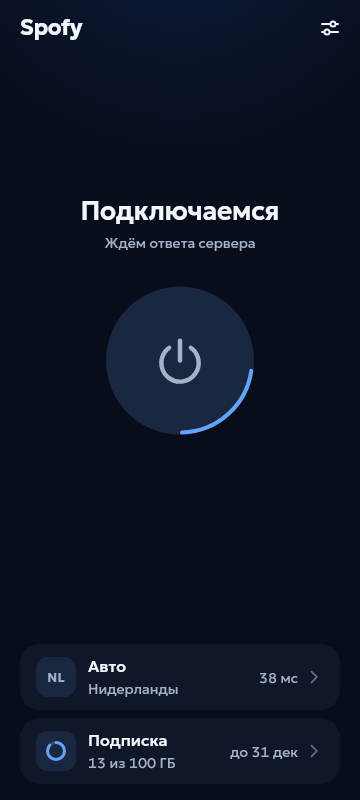 Spofy
Подключаемся
Ждём ответа сервера
NL
Авто
Нидерланды
38 мс
Подписка
13 из 100 ГБ
до 31 дек